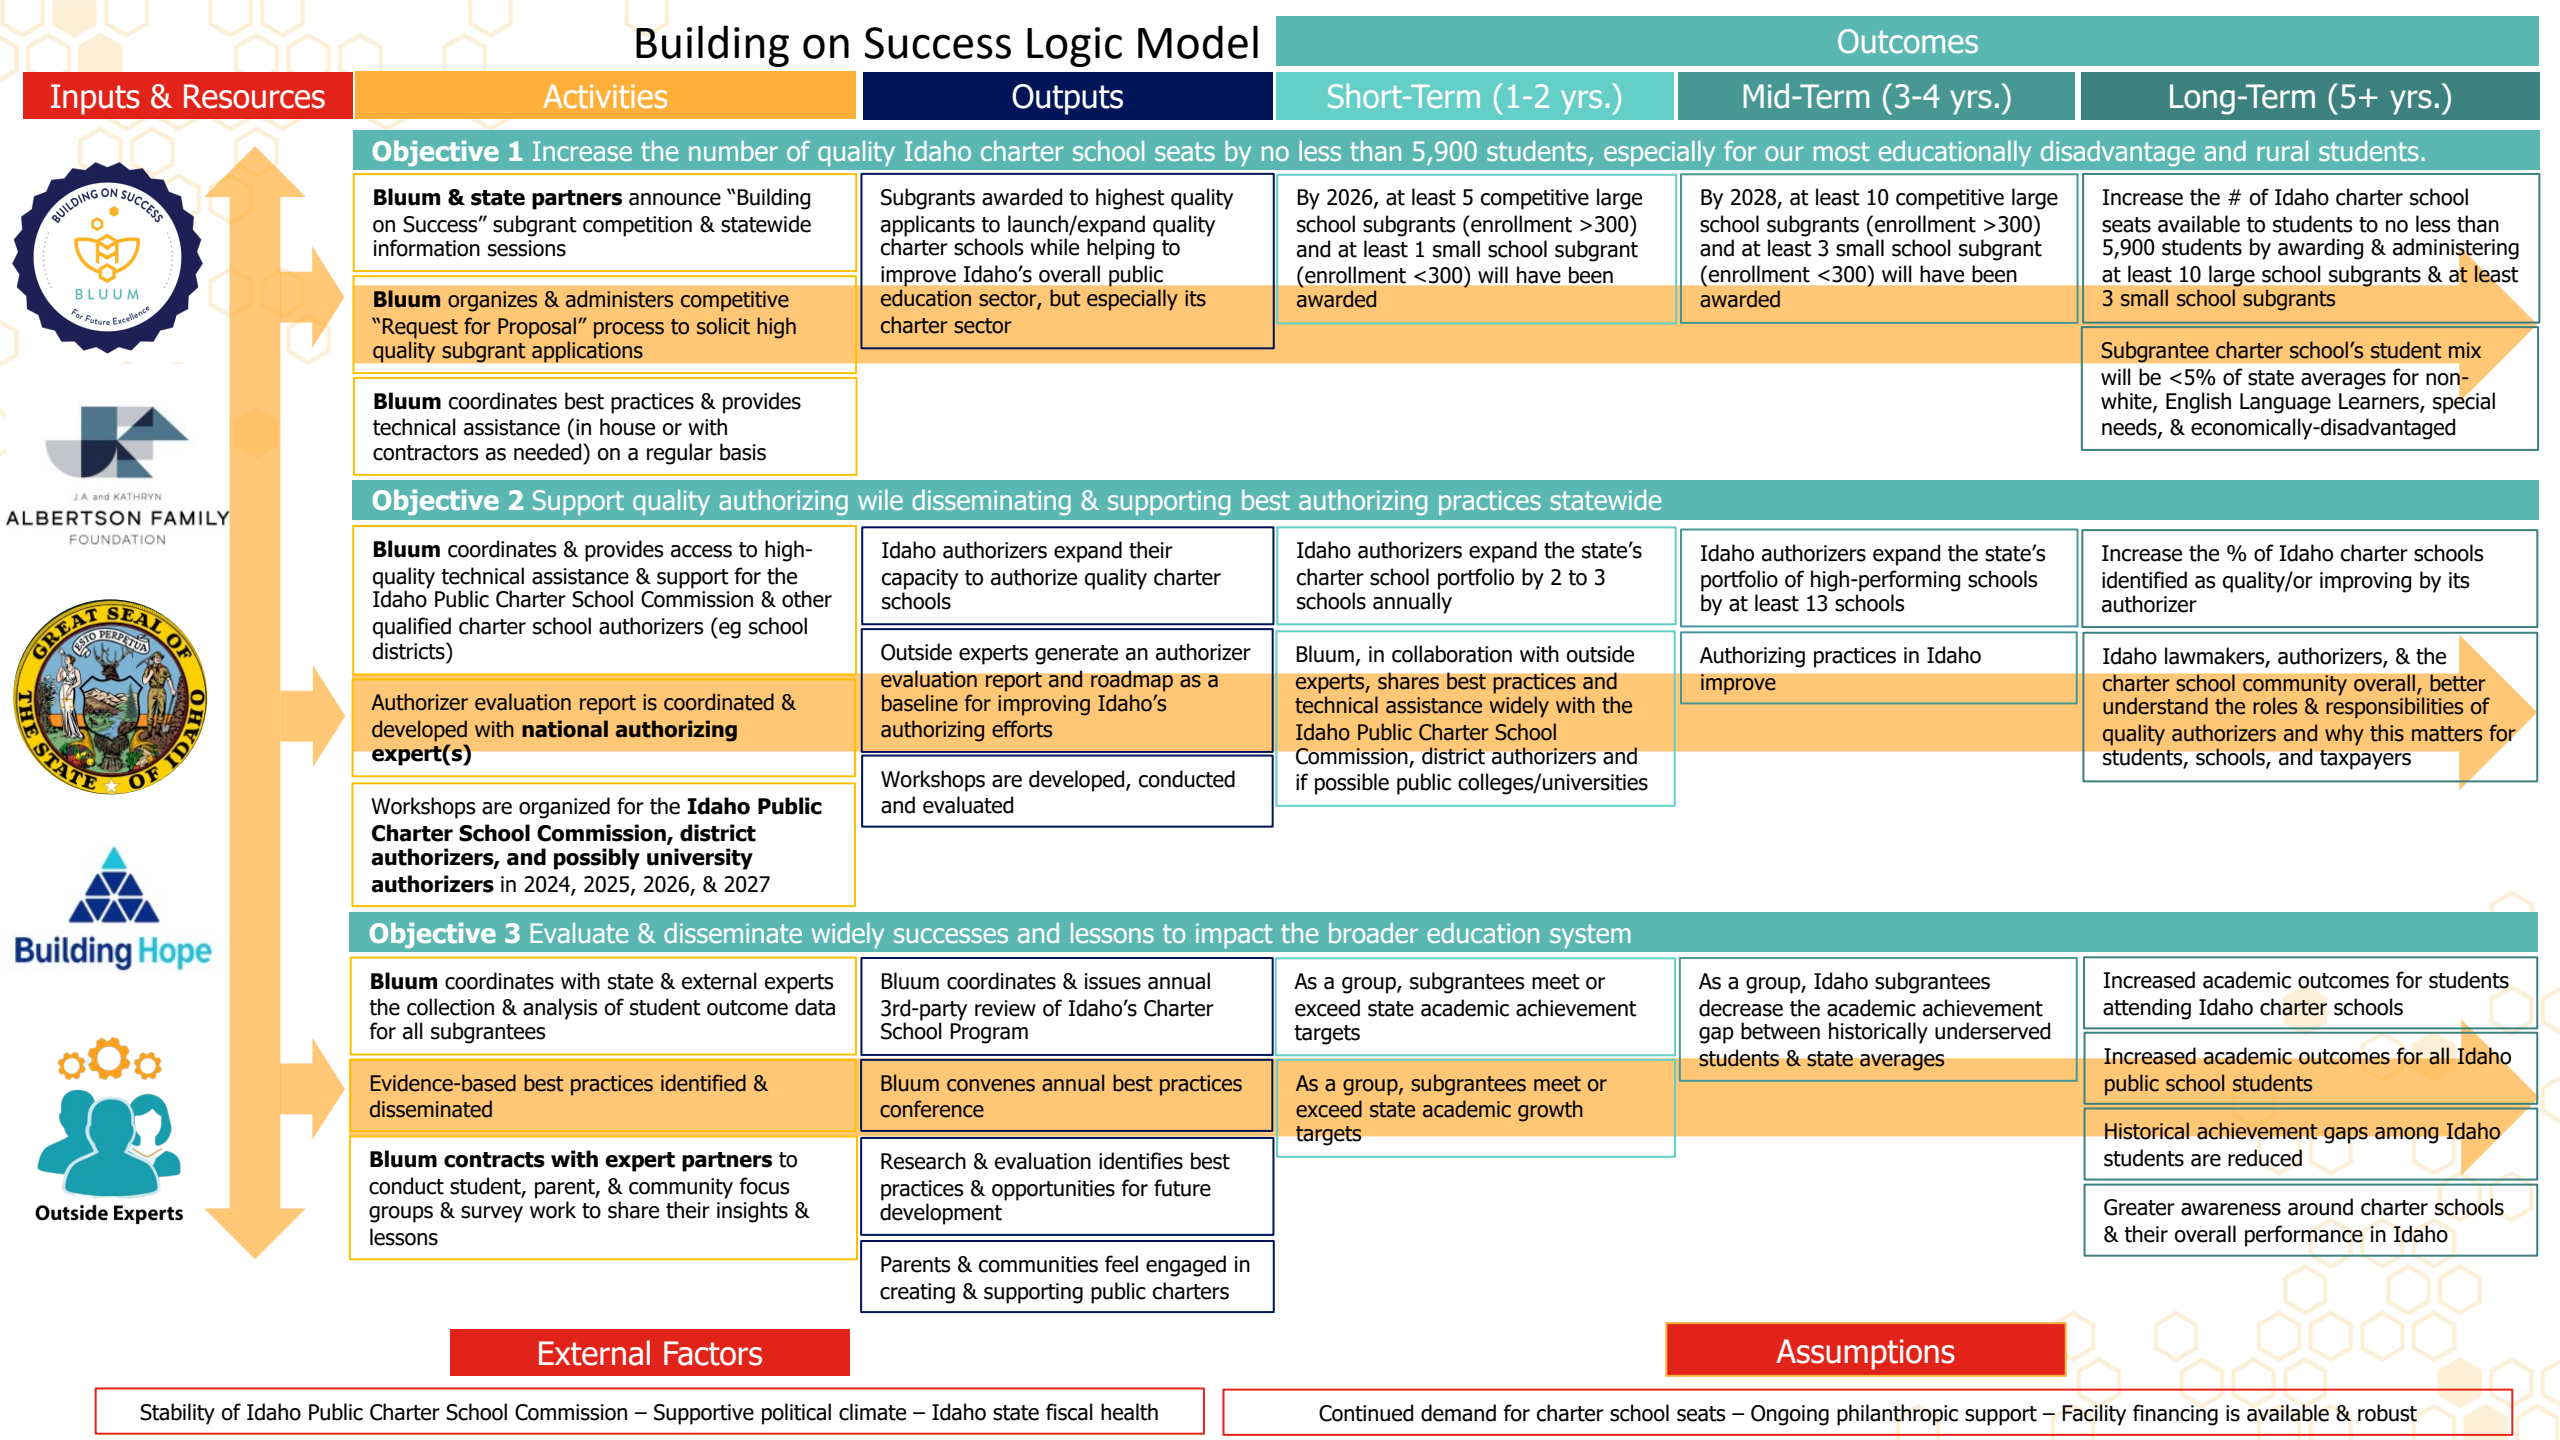 Building on Success Logic Model
Outcomes
Inputs & Resources
Activities
Outputs
Short-Term (1-2 yrs.)
Mid-Term (3-4 yrs.)
Long-Term (5+ yrs.)
BUILDING ON SUCCESS
BLUUM
For Future Excellence
J.A. and KATHRYN
ALBERTSON FAMILY
FOUNDATION
GREAT SEAL OF
THE STATE OF IDAHO
ESTO PERPETUA
Building Hope
Outside Experts
Objective 1 Increase the number of quality Idaho charter school seats by no less than 5,900 students, especially for our most educationally disadvantage and rural students.
Bluum & state partners announce “Building
on Success” subgrant competition & statewide
information sessions
Bluum organizes & administers competitive
“Request for Proposal” process to solicit high
quality subgrant applications
Bluum coordinates best practices & provides
technical assistance (in house or with
contractors as needed) on a regular basis
Subgrants awarded to highest quality
applicants to launch/expand quality
charter schools while helping to
improve Idaho’s overall public
education sector, but especially its
charter sector
By 2026, at least 5 competitive large
school subgrants (enrollment >300)
and at least 1 small school subgrant
(enrollment <300) will have been
awarded
By 2028, at least 10 competitive large
school subgrants (enrollment >300)
and at least 3 small school subgrant
(enrollment <300) will have been
awarded
Increase the # of Idaho charter school
seats available to students to no less than
5,900 students by awarding & administering
at least 10 large school subgrants & at least
3 small school subgrants
Subgrantee charter school’s student mix
will be <5% of state averages for non-
white, English Language Learners, special
needs, & economically-disadvantaged
Objective 2 Support quality authorizing wile disseminating & supporting best authorizing practices statewide
Bluum coordinates & provides access to high-
quality technical assistance & support for the
Idaho Public Charter School Commission & other
qualified charter school authorizers (eg school
districts)
Authorizer evaluation report is coordinated &
developed with national authorizing
expert(s)
Workshops are organized for the Idaho Public
Charter School Commission, district
authorizers, and possibly university
authorizers in 2024, 2025, 2026, & 2027
Idaho authorizers expand their
capacity to authorize quality charter
schools
Outside experts generate an authorizer
evaluation report and roadmap as a
baseline for improving Idaho’s
authorizing efforts
Workshops are developed, conducted
and evaluated
Idaho authorizers expand the state’s
charter school portfolio by 2 to 3
schools annually
Bluum, in collaboration with outside
experts, shares best practices and
technical assistance widely with the
Idaho Public Charter School
Commission, district authorizers and
if possible public colleges/universities
Idaho authorizers expand the state’s
portfolio of high-performing schools
by at least 13 schools
Authorizing practices in Idaho
improve
Increase the % of Idaho charter schools
identified as quality/or improving by its
authorizer
Idaho lawmakers, authorizers, & the
charter school community overall, better
understand the roles & responsibilities of
quality authorizers and why this matters for
students, schools, and taxpayers
Objective 3 Evaluate & disseminate widely successes and lessons to impact the broader education system
Bluum coordinates with state & external experts
the collection & analysis of student outcome data
for all subgrantees
Evidence-based best practices identified &
disseminated
Bluum contracts with expert partners to
conduct student, parent, & community focus
groups & survey work to share their insights &
lessons
Bluum coordinates & issues annual
3rd-party review of Idaho’s Charter
School Program
Bluum convenes annual best practices
conference
Research & evaluation identifies best
practices & opportunities for future
development
Parents & communities feel engaged in
creating & supporting public charters
As a group, subgrantees meet or
exceed state academic achievement
targets
As a group, subgrantees meet or
exceed state academic growth
targets
As a group, Idaho subgrantees
decrease the academic achievement
gap between historically underserved
students & state averages
Increased academic outcomes for students
attending Idaho charter schools
Increased academic outcomes for all Idaho
public school students
Historical achievement gaps among Idaho
students are reduced
Greater awareness around charter schools
& their overall performance in Idaho
External Factors
Stability of Idaho Public Charter School Commission – Supportive political climate – Idaho state fiscal health
Assumptions
Continued demand for charter school seats – Ongoing philanthropic support – Facility financing is available & robust